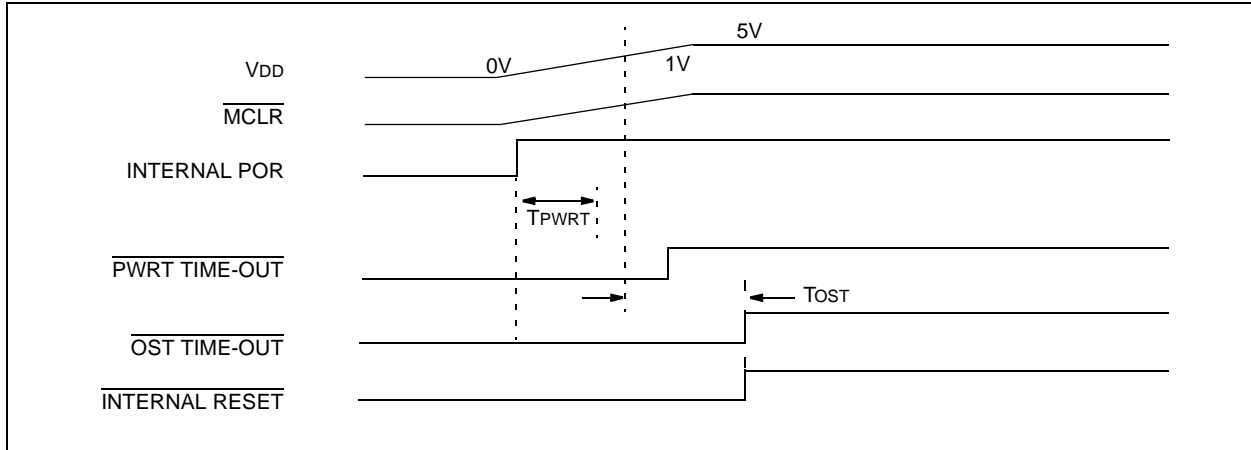 5V
VDD
0V
1V
MCLR
INTERNAL POR
TPWRT
PWRT TIME-OUT
TOST
OST TIME-OUT
INTERNAL RESET